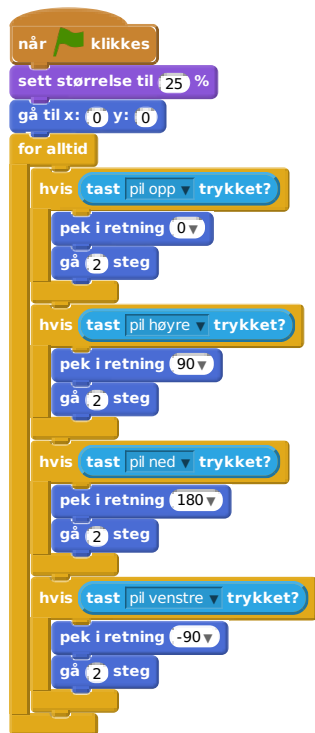 når klikkes
sett størrelse til 25 %
gå til x: 0 y: 0
for alltid
hvis tast pil opp trykket?
pek i retning 0
gå 2 steg
hvis tast pil høyre trykket?
pek i retning 90
gå 2 steg
hvis tast pil ned trykket?
pek i retning 180
gå 2 steg
hvis tast pil venstre trykket?
pek i retning -90
gå 2 steg